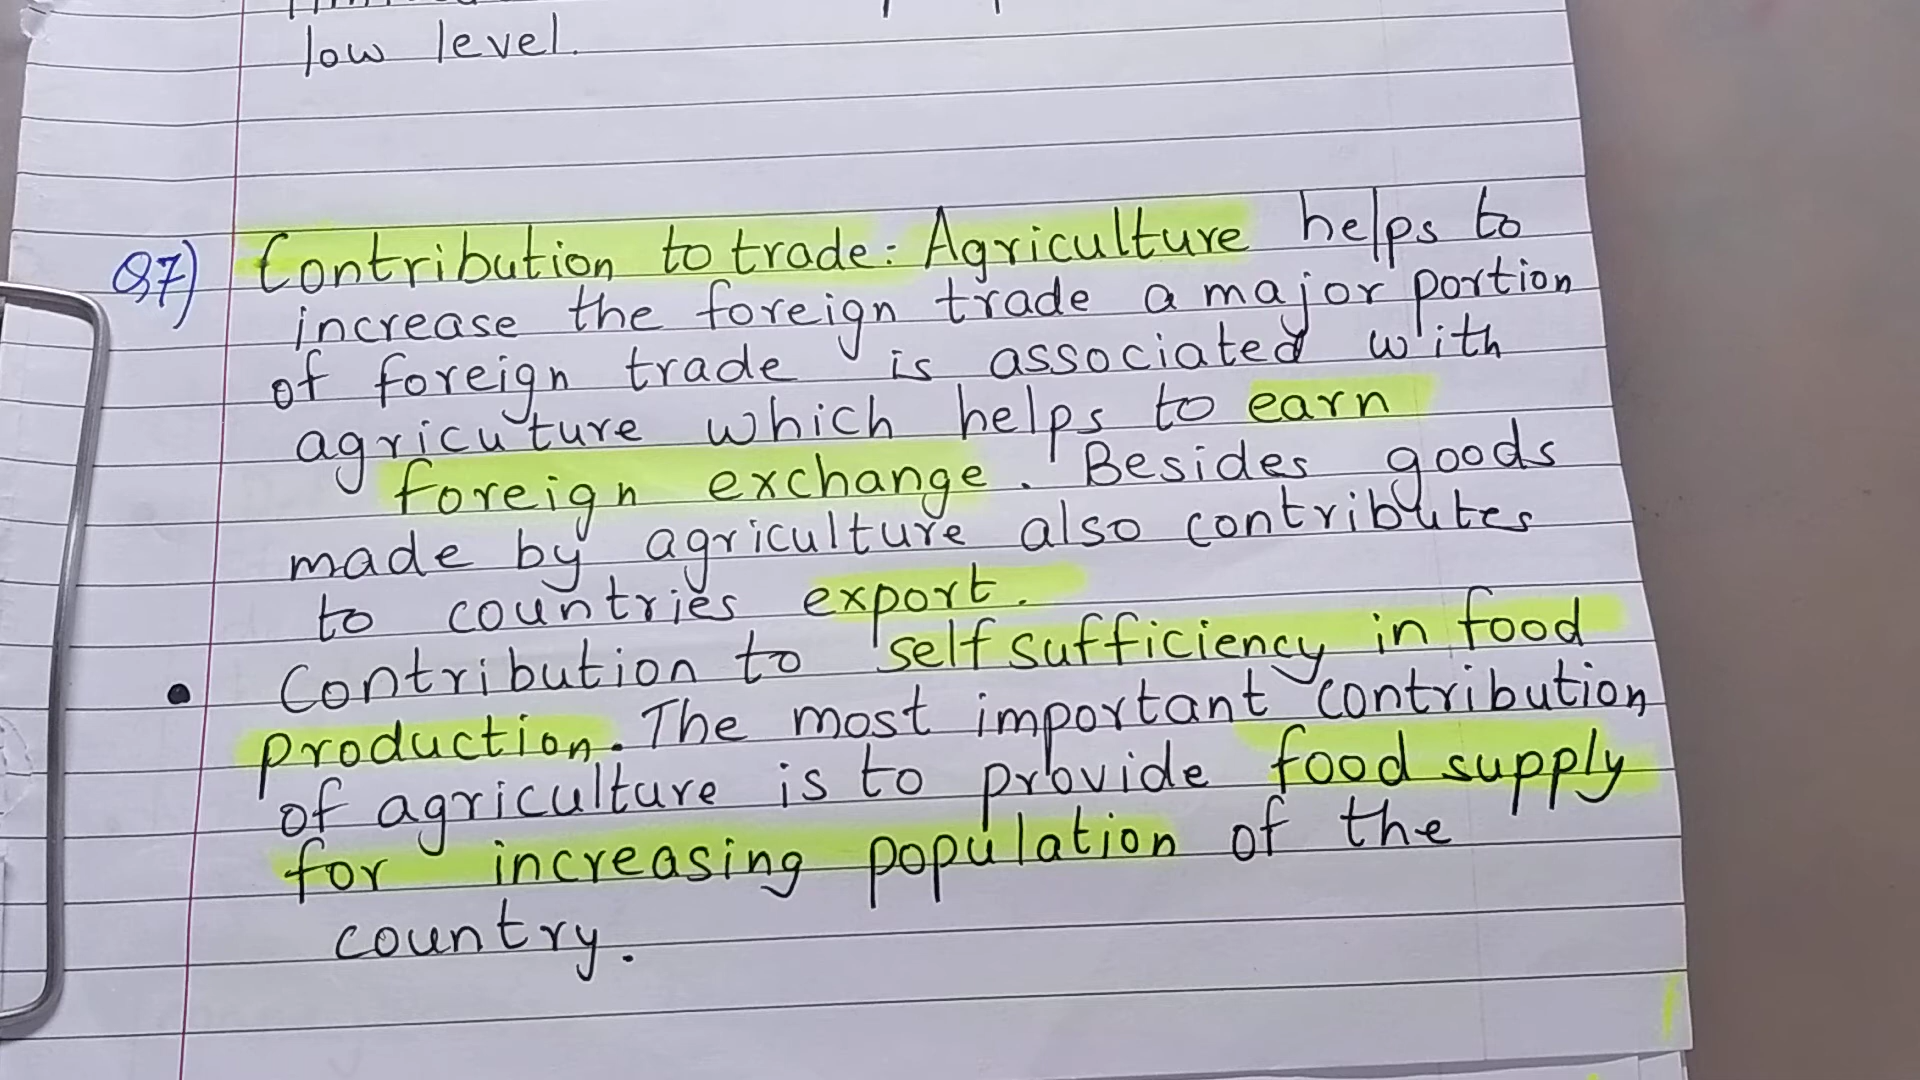 low level.
Q7) Contribution to trade: Agriculture helps to
increase the foreign trade a major portion
of foreign trade is associated with
agricuture which helps to earn
foreign exchange. Besides goods
made by agriculture also contributes
to countries export.
• Contribution to self sufficiency in food
production. The most important contribution
of agriculture is to provide food supply
for increasing population of the
country.